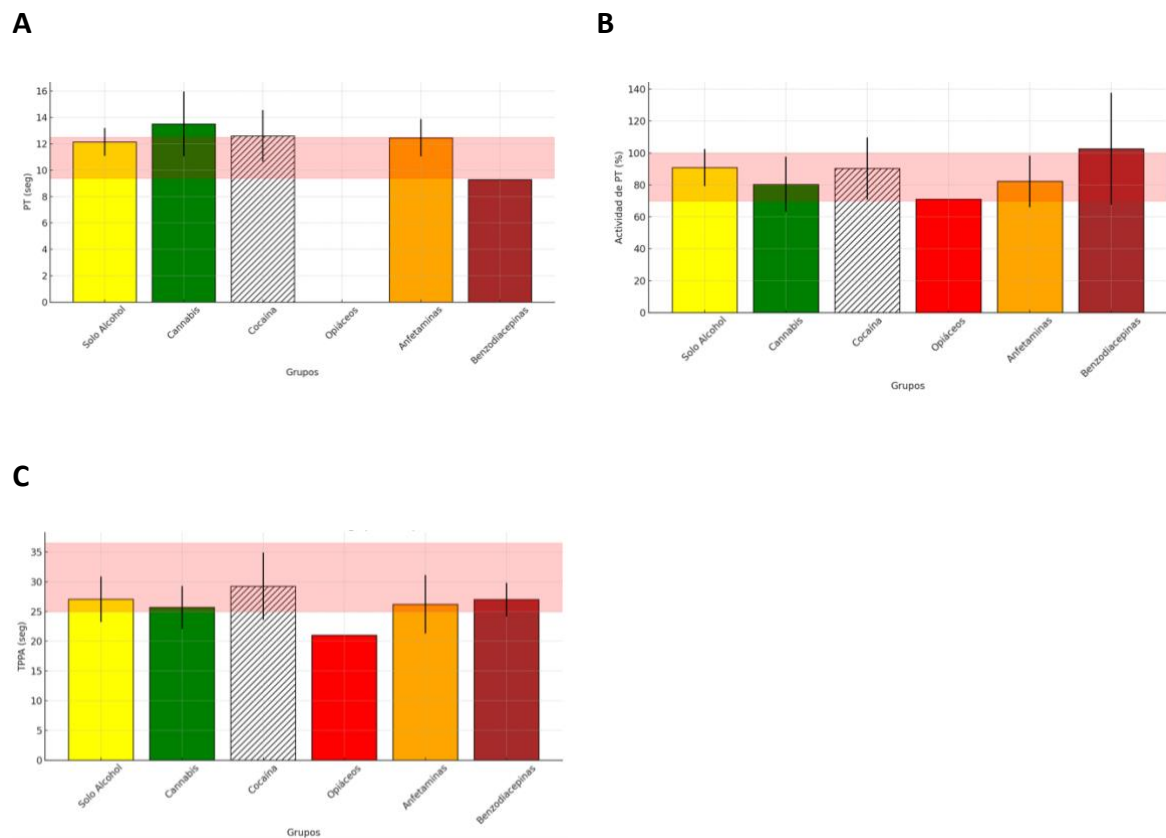 A
B
PT (seg)
16
14
12
10
8
6
4
2
0
Solo Alcohol
Cannabis
Cocaína
Opiáceos
Anfetaminas
Benzodiacepinas
Grupos
Actividad de PT (%)
140
120
100
80
60
40
20
0
Solo Alcohol
Cannabis
Cocaína
Opiáceos
Anfetaminas
Benzodiacepinas
Grupos
C
TPPA (seg)
35
30
25
20
15
10
5
0
Solo Alcohol
Cannabis
Cocaína
Opiáceos
Anfetaminas
Benzodiacepinas
Grupos